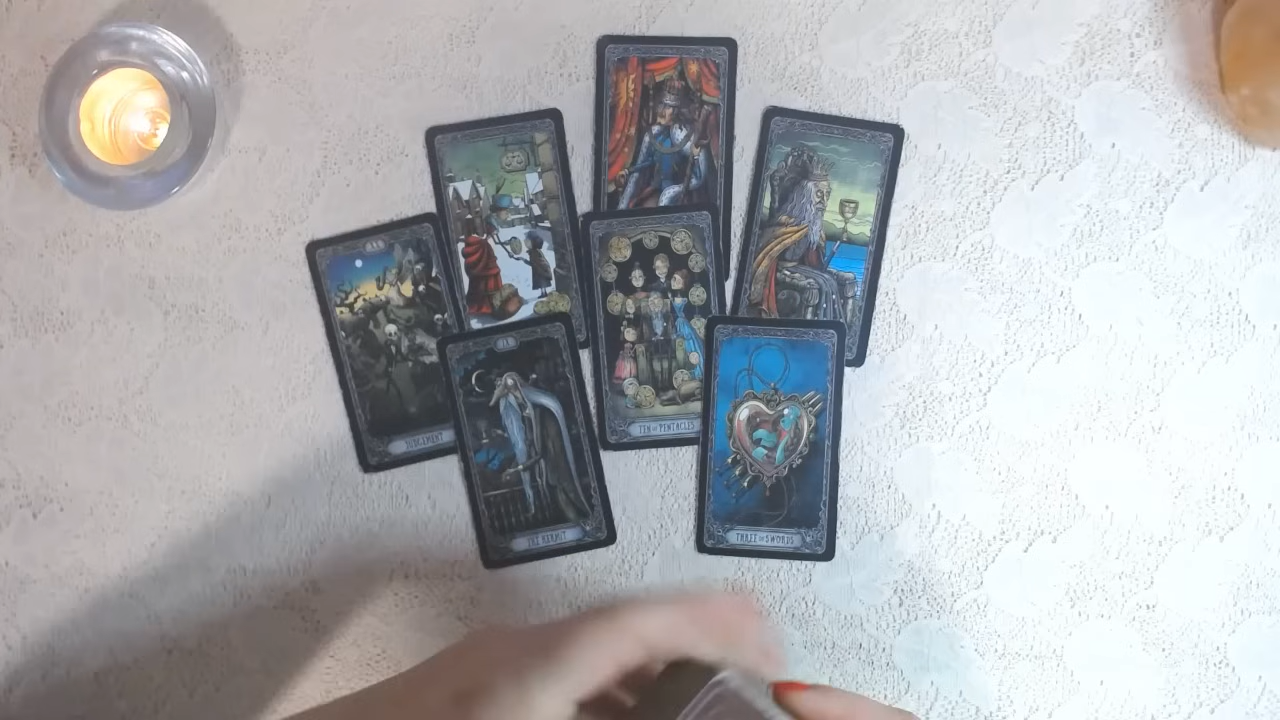 JUDGEMENT
THE HERMIT
TEN OF PENTACLES
THREE OF SWORDS